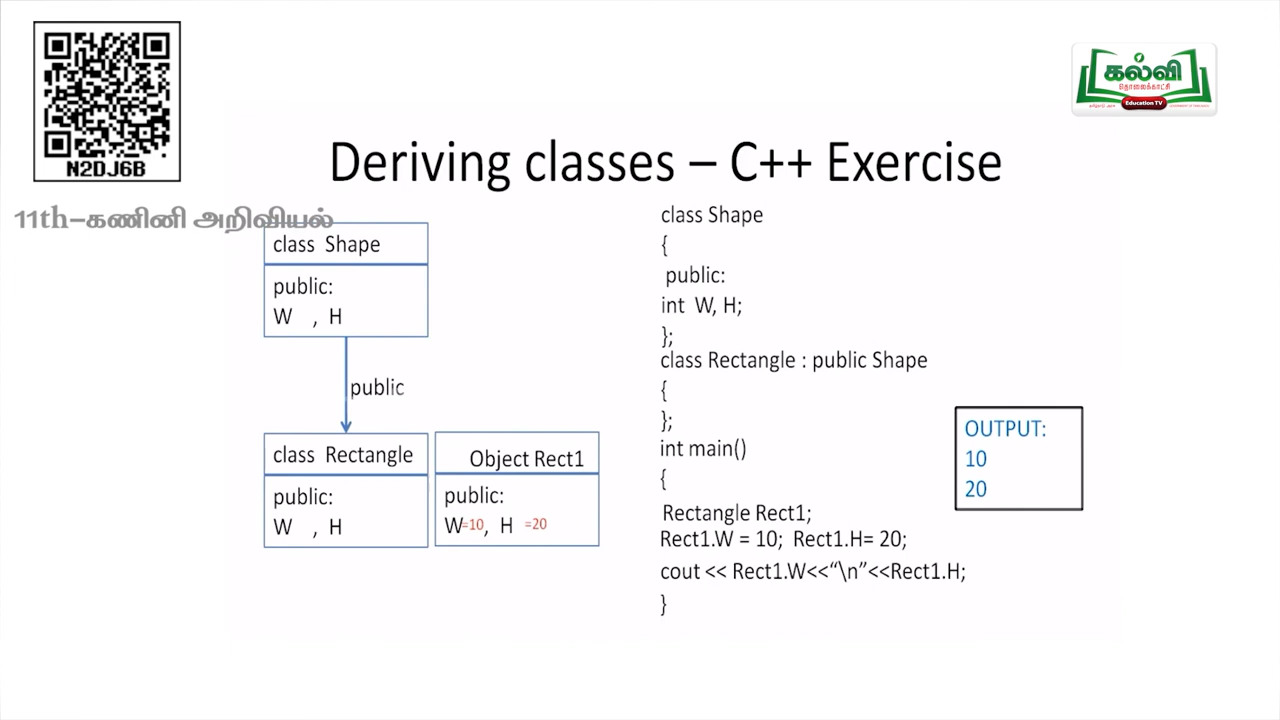 N2DJ6B
கல்வி
தொலைக்காட்சி
Education TV
Deriving classes – C++ Exercise
11th–கணினி அறிவியல்
class Shape
public:
W , H
public
class Rectangle
public:
W , H
Object Rect1
public:
W=10, H =20
class Shape
{
public:
int W, H;
};
class Rectangle : public Shape
{
};
int main()
{
Rectangle Rect1;
Rect1.W = 10; Rect1.H= 20;
cout << Rect1.W<<“\n”<<Rect1.H;
}
OUTPUT:
10
20